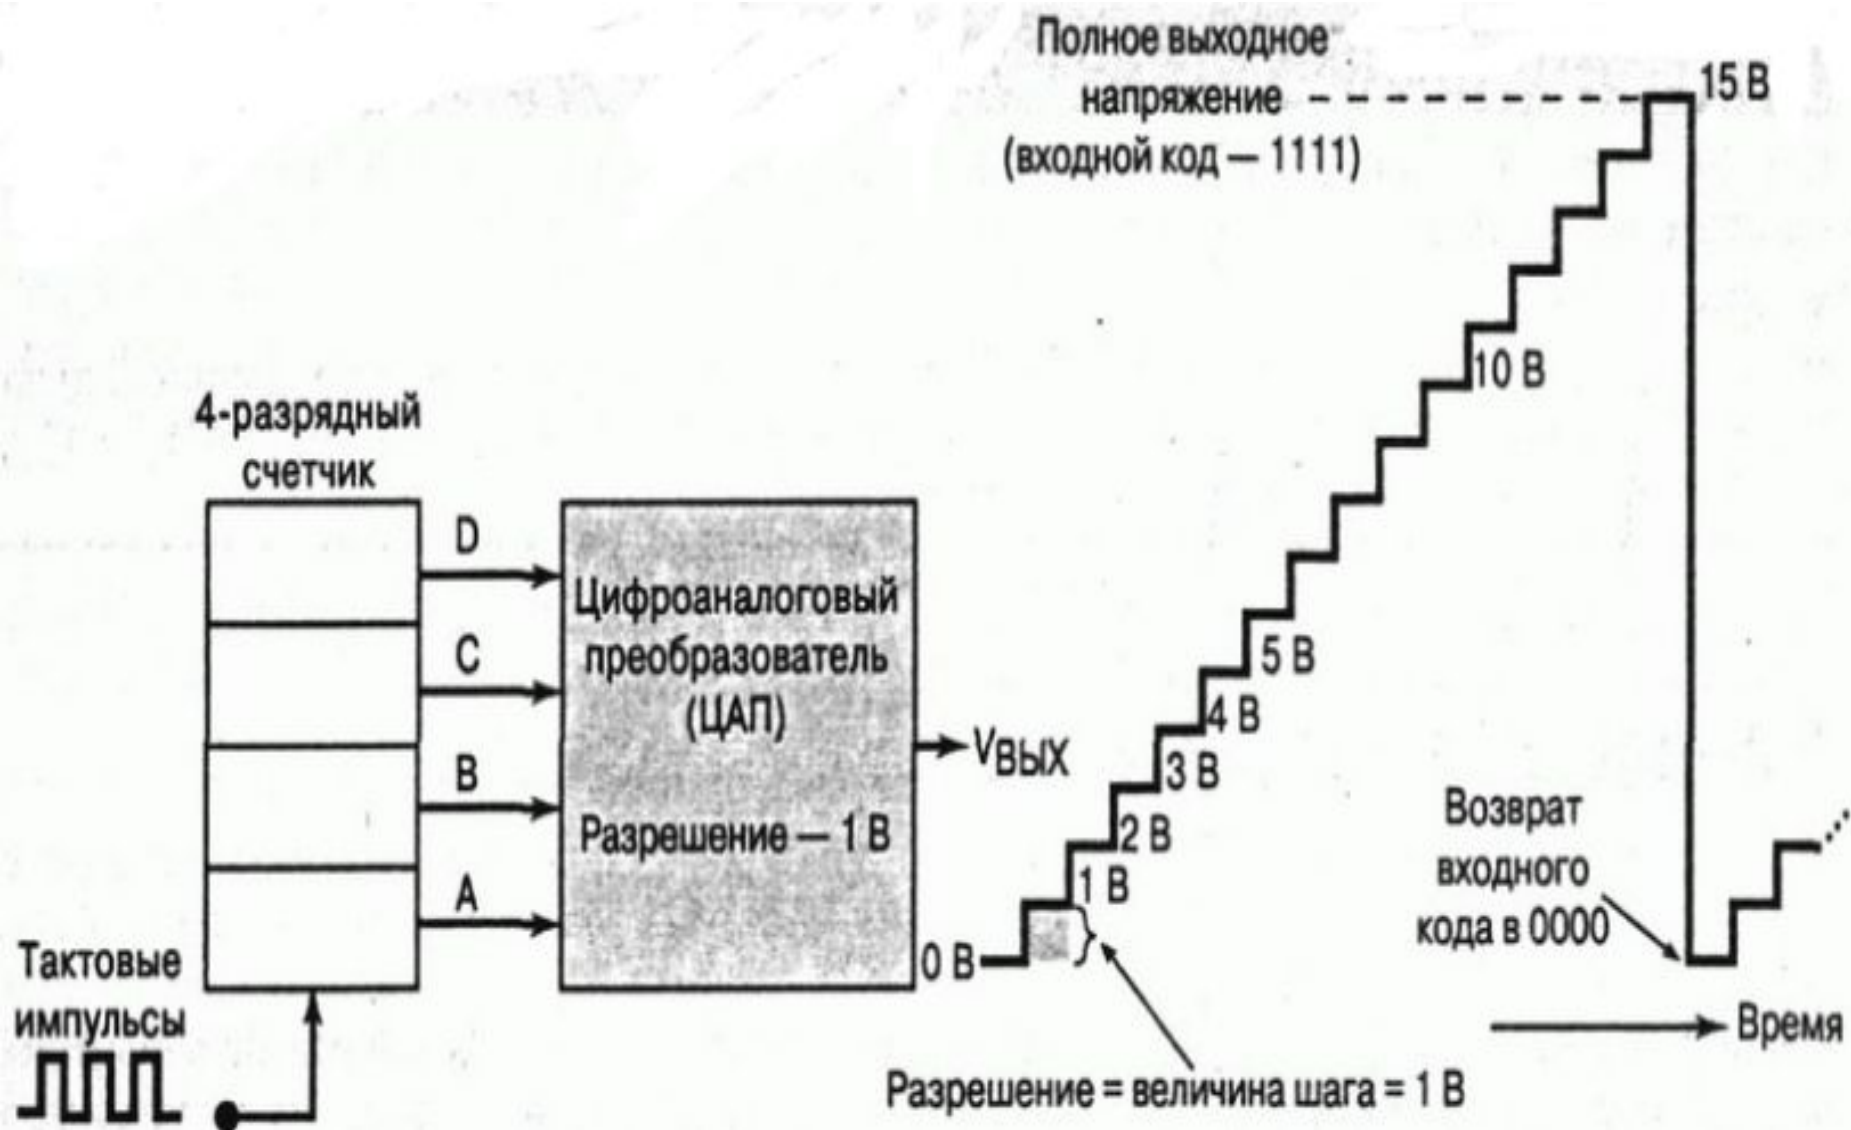 Полное выходное
напряжение
(входной код — 1111)
15 В
10 В
4-разрядный
счетчик
D
C
B
A
Цифроаналоговый
преобразователь
(ЦАП)
Разрешение — 1 В
VВЫХ
5 В
4 В
3 В
2 В
1 В
0 В
Возврат
входного
кода в 0000
Тактовые
импульсы
Время
Разрешение = величина шага = 1 В